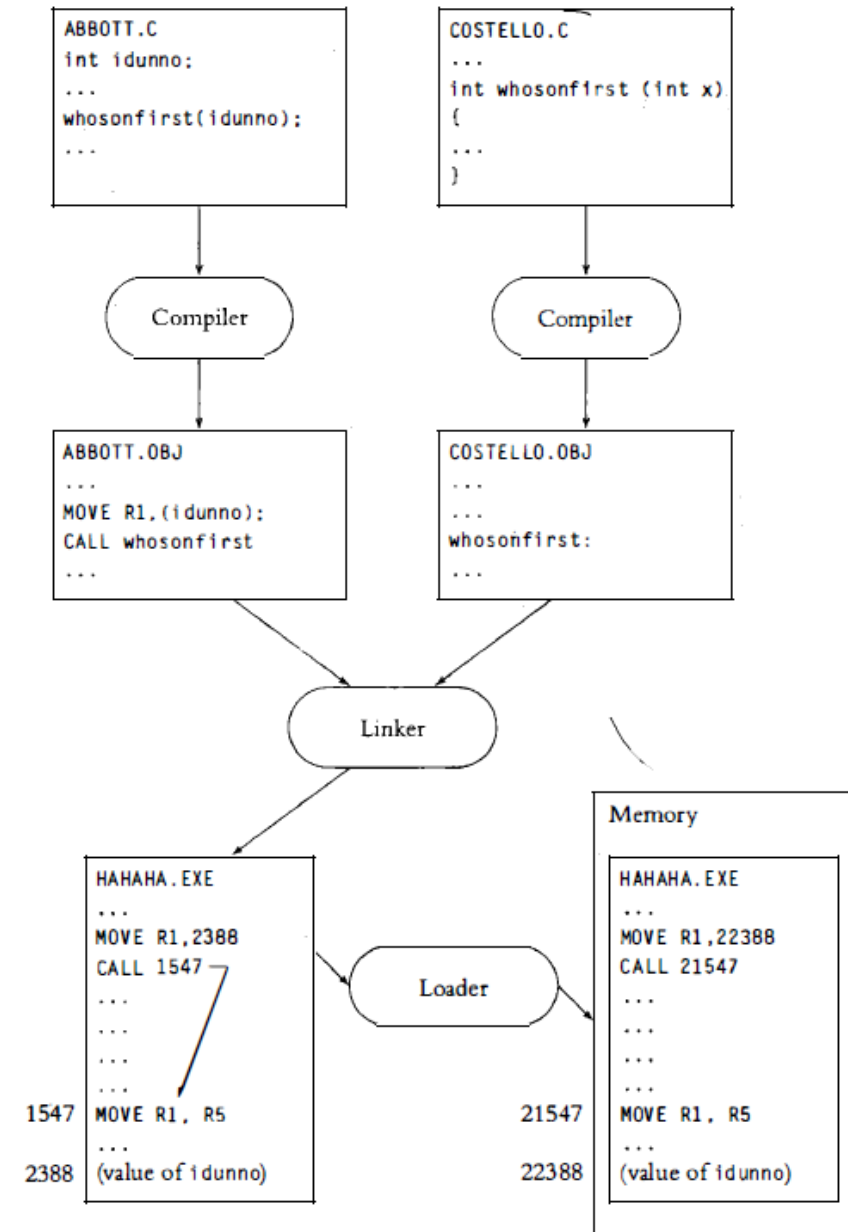 ABBOTT.C
int idunno;
...
whosonfirst(idunno);
...
COSTELLO.C
...
int whosonfirst (int x)
{
...
}
Compiler
Compiler
ABBOTT.OBJ
...
MOVE R1,(idunno);
CALL whosonfirst
...
COSTELLO.OBJ
...
...
whosonfirst:
...
Linker
HAHAHA.EXE
...
MOVE R1,2388
CALL 1547
...
...
...
...
1547 MOVE R1, R5
...
2388 (value of idunno)
Loader
Memory
HAHAHA.EXE
...
MOVE R1,22388
CALL 21547
...
...
...
...
21547 MOVE R1, R5
...
22388 (value of idunno)